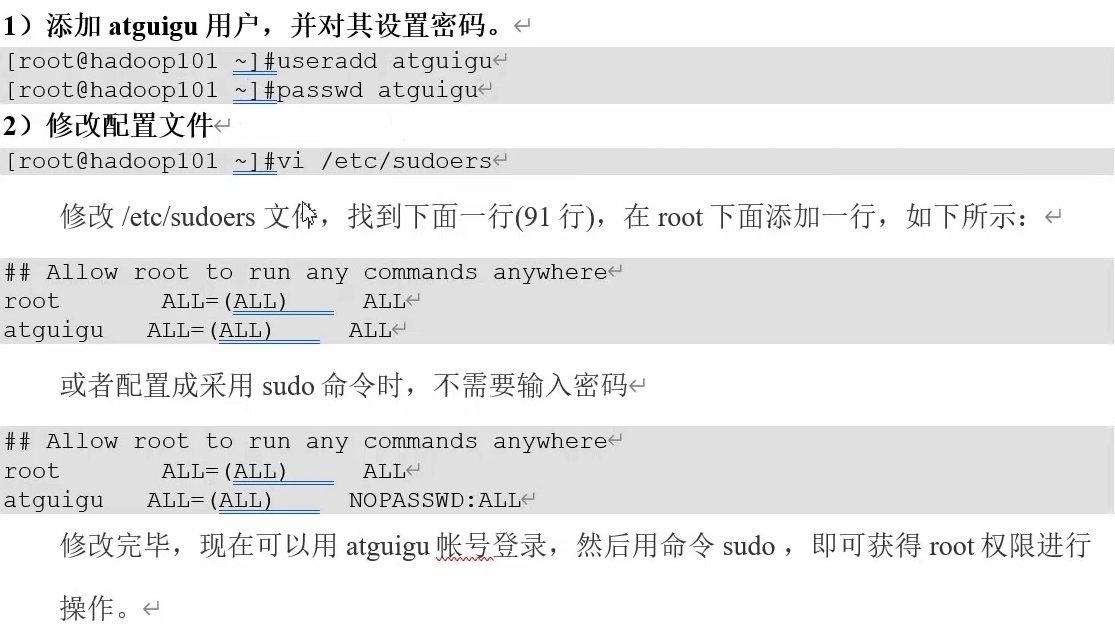 1）添加 atguigu 用户，并对其设置密码。
[root@hadoop101 ~]#useradd atguigu
[root@hadoop101 ~]#passwd atguigu
2）修改配置文件
[root@hadoop101 ~]#vi /etc/sudoers
修改 /etc/sudoers 文件，找到下面一行(91 行)，在 root 下面添加一行，如下所示：
## Allow root to run any commands anywhere
root       ALL=(ALL)     ALL
atguigu   ALL=(ALL)     ALL
或者配置成采用 sudo 命令时，不需要输入密码
## Allow root to run any commands anywhere
root       ALL=(ALL)     ALL
atguigu   ALL=(ALL)     NOPASSWD:ALL
修改完毕，现在可以用 atguigu 帐号登录，然后用命令 sudo ，即可获得 root 权限进行
操作。